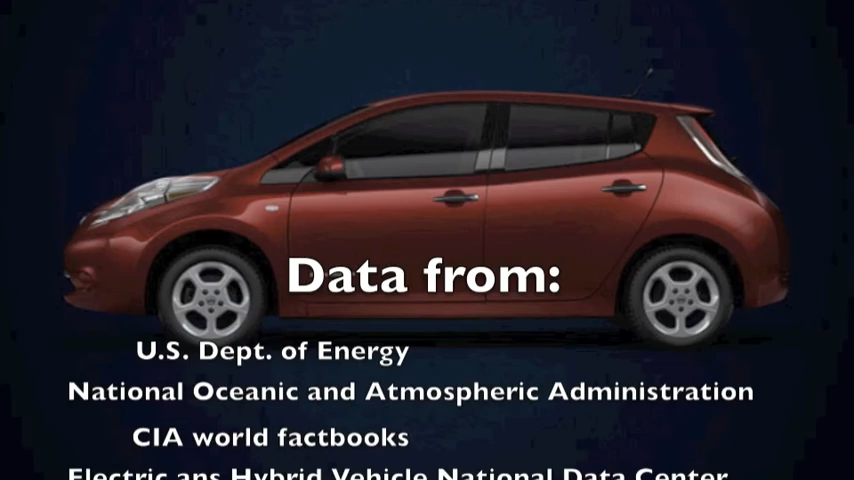 Data from:
U.S. Dept. of Energy
National Oceanic and Atmospheric Administration
CIA world factbooks
Electric ans Hybrid Vehicle National Data Center